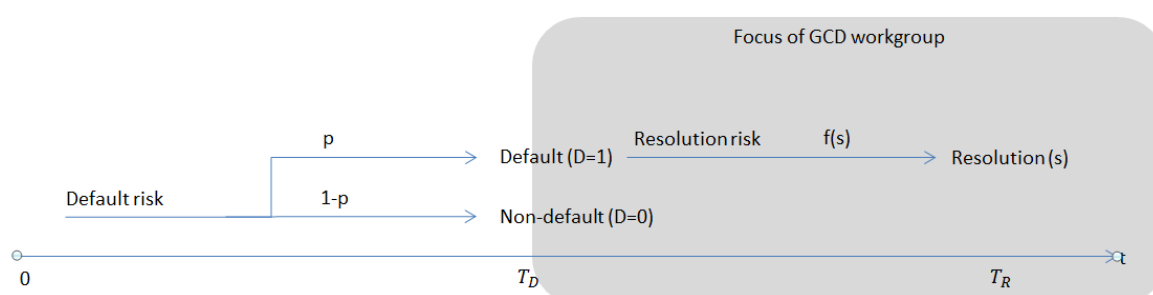 Focus of GCD workgroup
p
Default (D=1)
Resolution risk
f(s)
Resolution (s)
Default risk
1-p
Non-default (D=0)
t
0
T_D
T_R